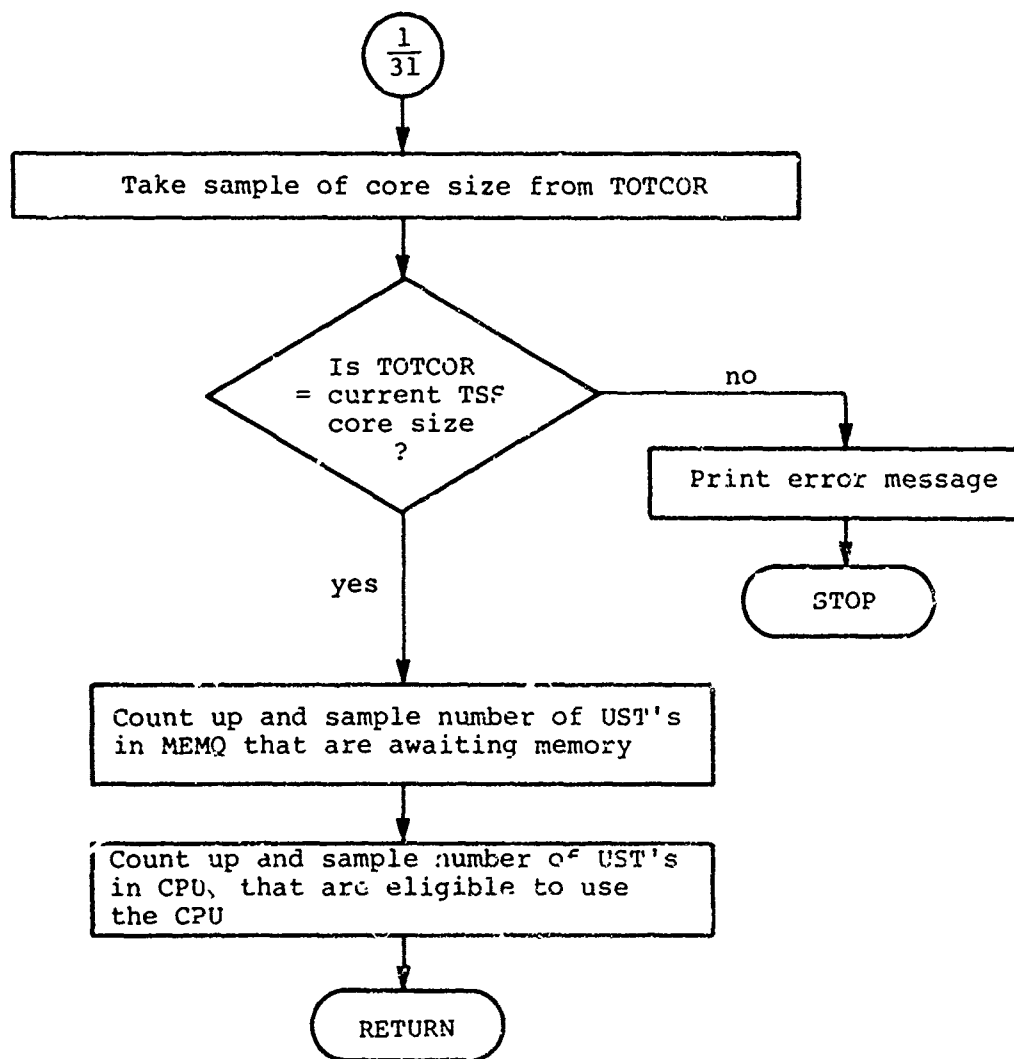 1
31
Take sample of core size from TOTCOR
Is TOTCOR
= current TSS
core size
?
no
Print error message
STOP
yes
Count up and sample number of UST's
in MEMQ that are awaiting memory
Count up and sample number of UST's
in that are eligible to use
the CPU
RETURN